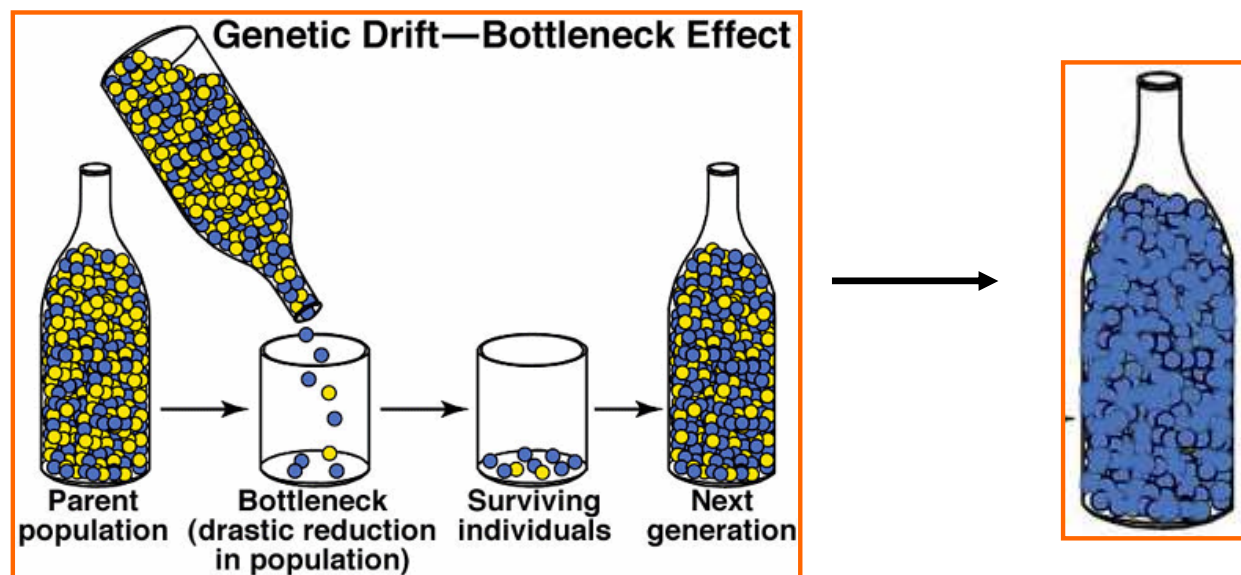 Genetic Drift—Bottleneck Effect
Parent
population
Bottleneck
(drastic reduction
in population)
Surviving
individuals
Next
generation